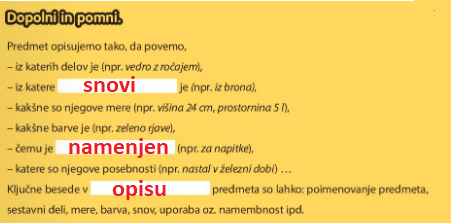 Dopolni in pomni.
Predmet opisujemo tako, da povemo,
– iz katerih delov je (npr. vedro z ročajem),
– iz katere snovi je (npr. iz brona),
– kakšne so njegove mere (npr. višina 24 cm, prostornina 5 l),
– kakšne barve je (npr. zeleno rjave),
– čemu je namenjen (npr. za napitke),
– katere so njegove posebnosti (npr. nastal v železni dobi) …
Ključne besede v opisu predmeta so lahko: poimenovanje predmeta,
sestavni deli, mere, barva, snov, uporaba oz. namembnost ipd.